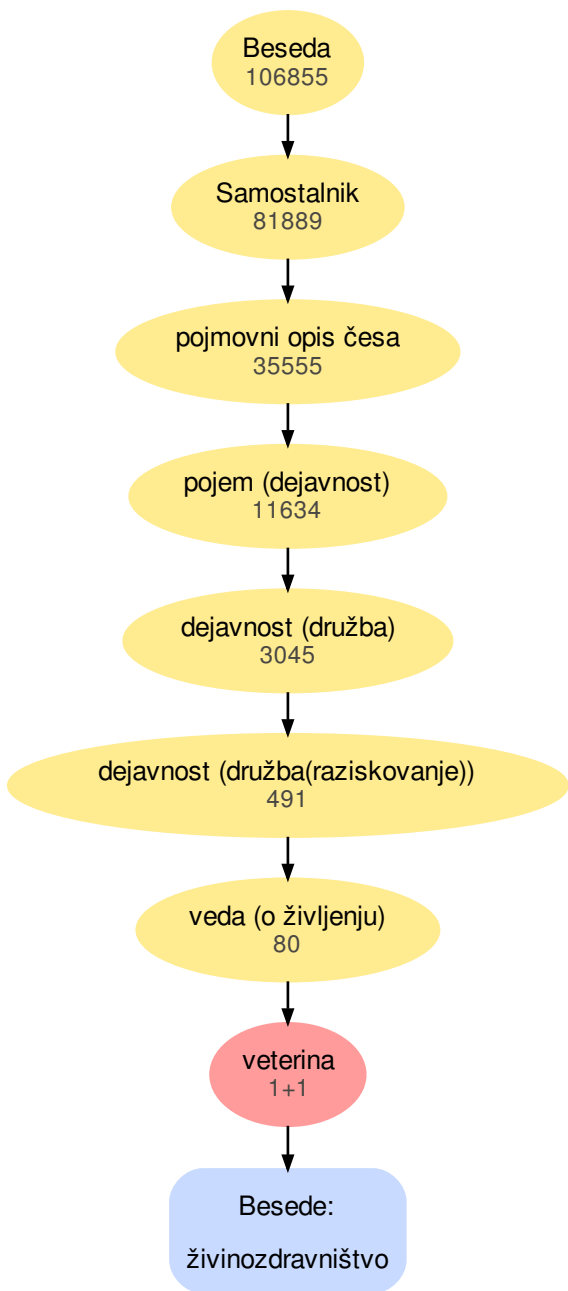 Beseda
106855
Samostalnik
81889
pojmovni opis česa
35555
pojem (dejavnost)
11634
dejavnost (družba)
3045
dejavnost (družba(raziskovanje))
491
veda (o življenju)
80
veterina
1+1
Besede:
živinozdravništvo